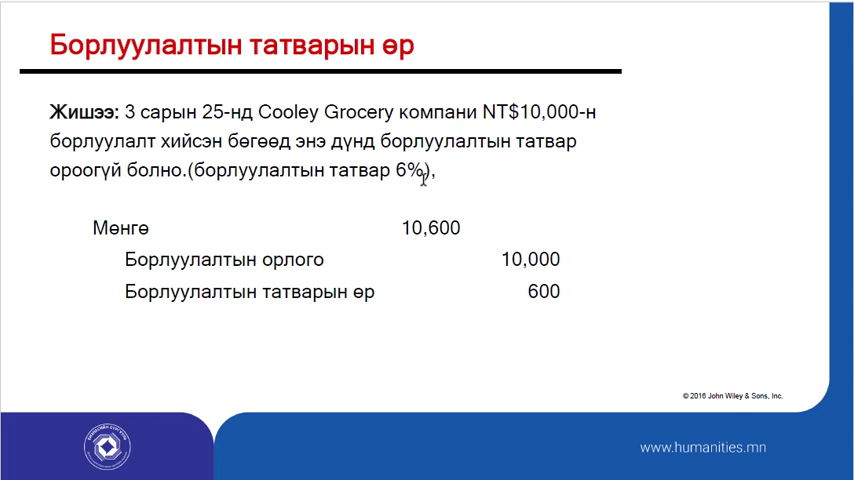 Борлуулалтын татварын өр
Жишээ: 3 сарын 25-нд Cooley Grocery компани NT$10,000-н
борлуулалт хийсэн бөгөөд энэ дүнд борлуулалтын татвар
ороогүй болно.(борлуулалтын татвар 6%),
Мөнгө 10,600
Борлуулалтын орлого 10,000
Борлуулалтын татварын өр 600
© 2016 John Wiley & Sons, Inc.
www.humanities.mn